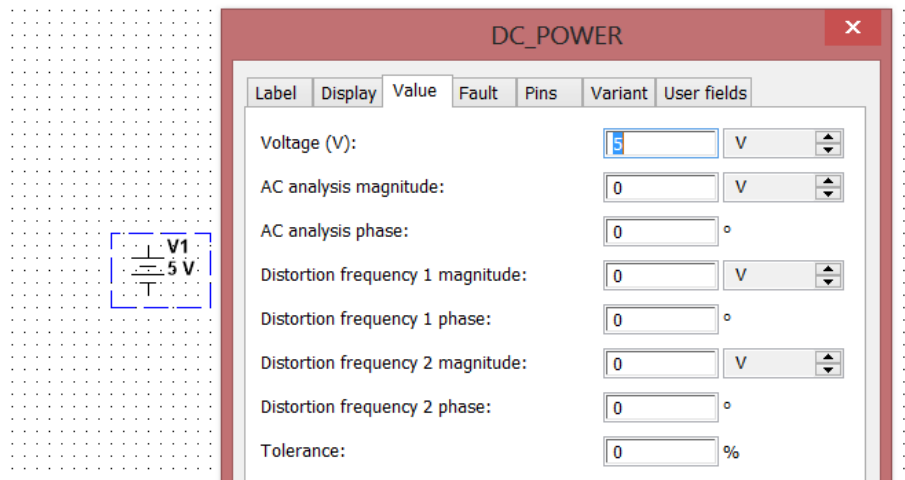 DC_POWER
Label Display Value Fault Pins Variant User fields
Voltage (V): 5 V
AC analysis magnitude: 0 V
AC analysis phase: 0 °
V1
5 V
Distortion frequency 1 magnitude: 0 V
Distortion frequency 1 phase: 0 °
Distortion frequency 2 magnitude: 0 V
Distortion frequency 2 phase: 0 °
Tolerance: 0 %